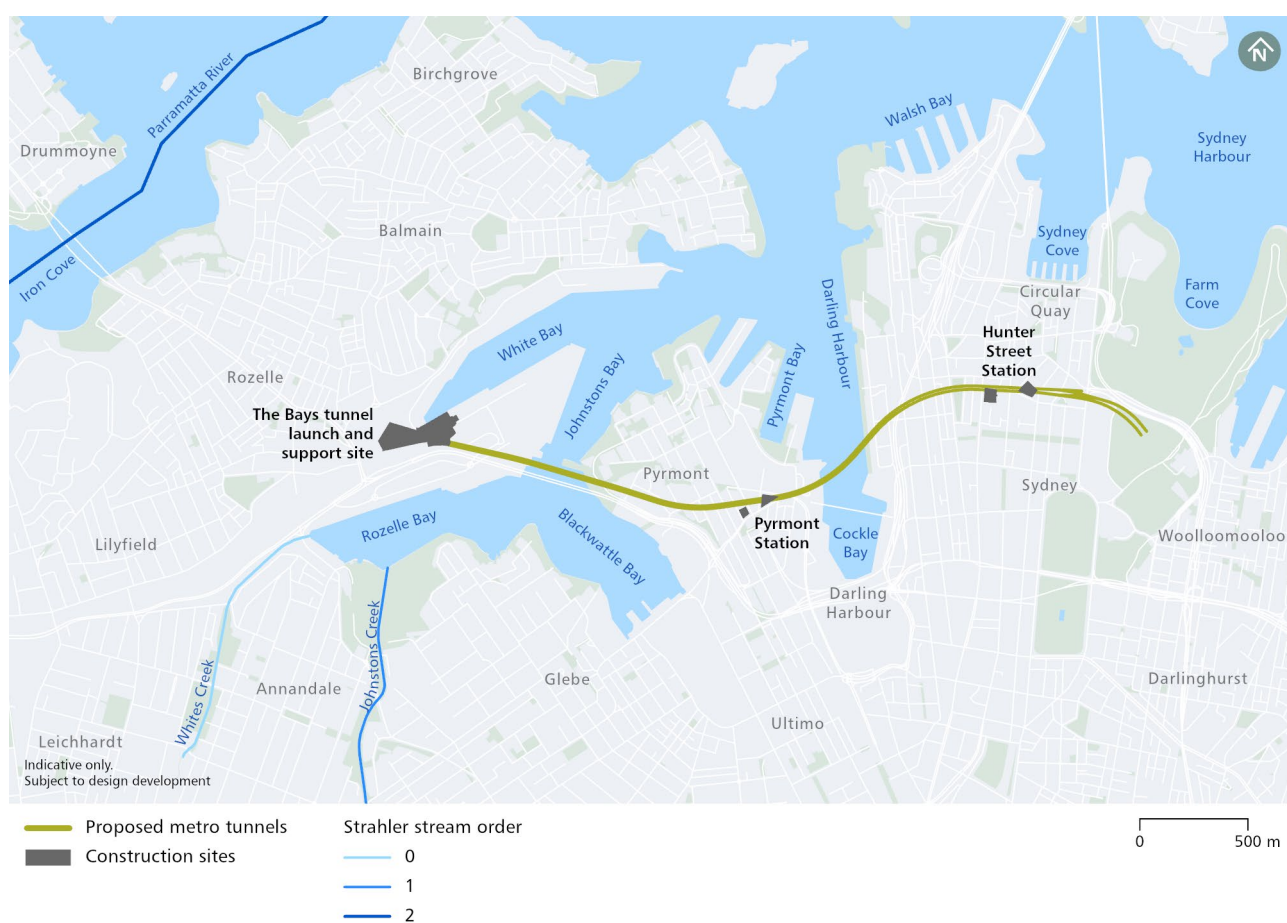 N
Birchgrove
Parramatta River
Walsh Bay
Drummoyne
Sydney
Harbour
Balmain
Sydney
Cove
Iron Cove
Circular
Quay
Farm
Cove
Darling Harbour
White Bay
Hunter
Street
Station
Rozelle
Johnstons Bay
Pyrmont Bay
The Bays tunnel
launch and
support site
Pyrmont
Sydney
Rozelle Bay
Blackwattle Bay
Pyrmont
Station
Cockle
Bay
Lilyfield
Woolloomooloo
Darling
Harbour
Johnstons Creek
Whites Creek
Annandale
Glebe
Darlinghurst
Ultimo
Leichhardt
Indicative only.
Subject to design development
Proposed metro tunnels
Construction sites
Strahler stream order
0
1
2
0
500 m